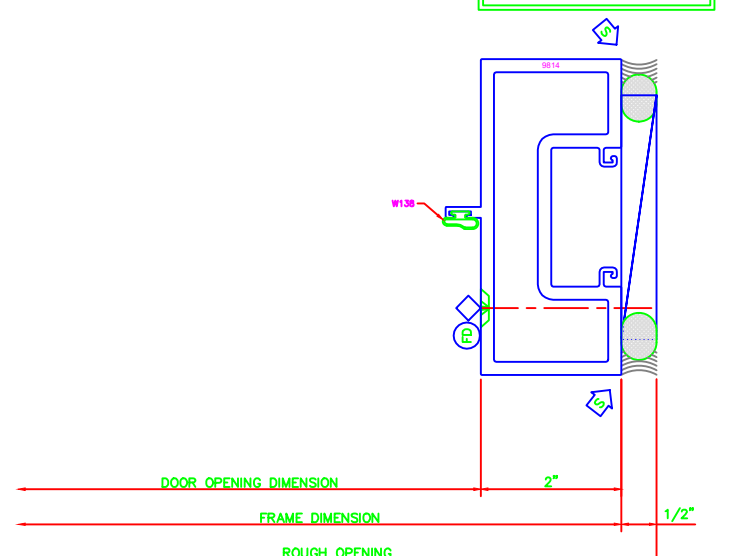 S
9814
W138
FD
S
DOOR OPENING DIMENSION
2"
FRAME DIMENSION
1/2"
ROUGH OPENING